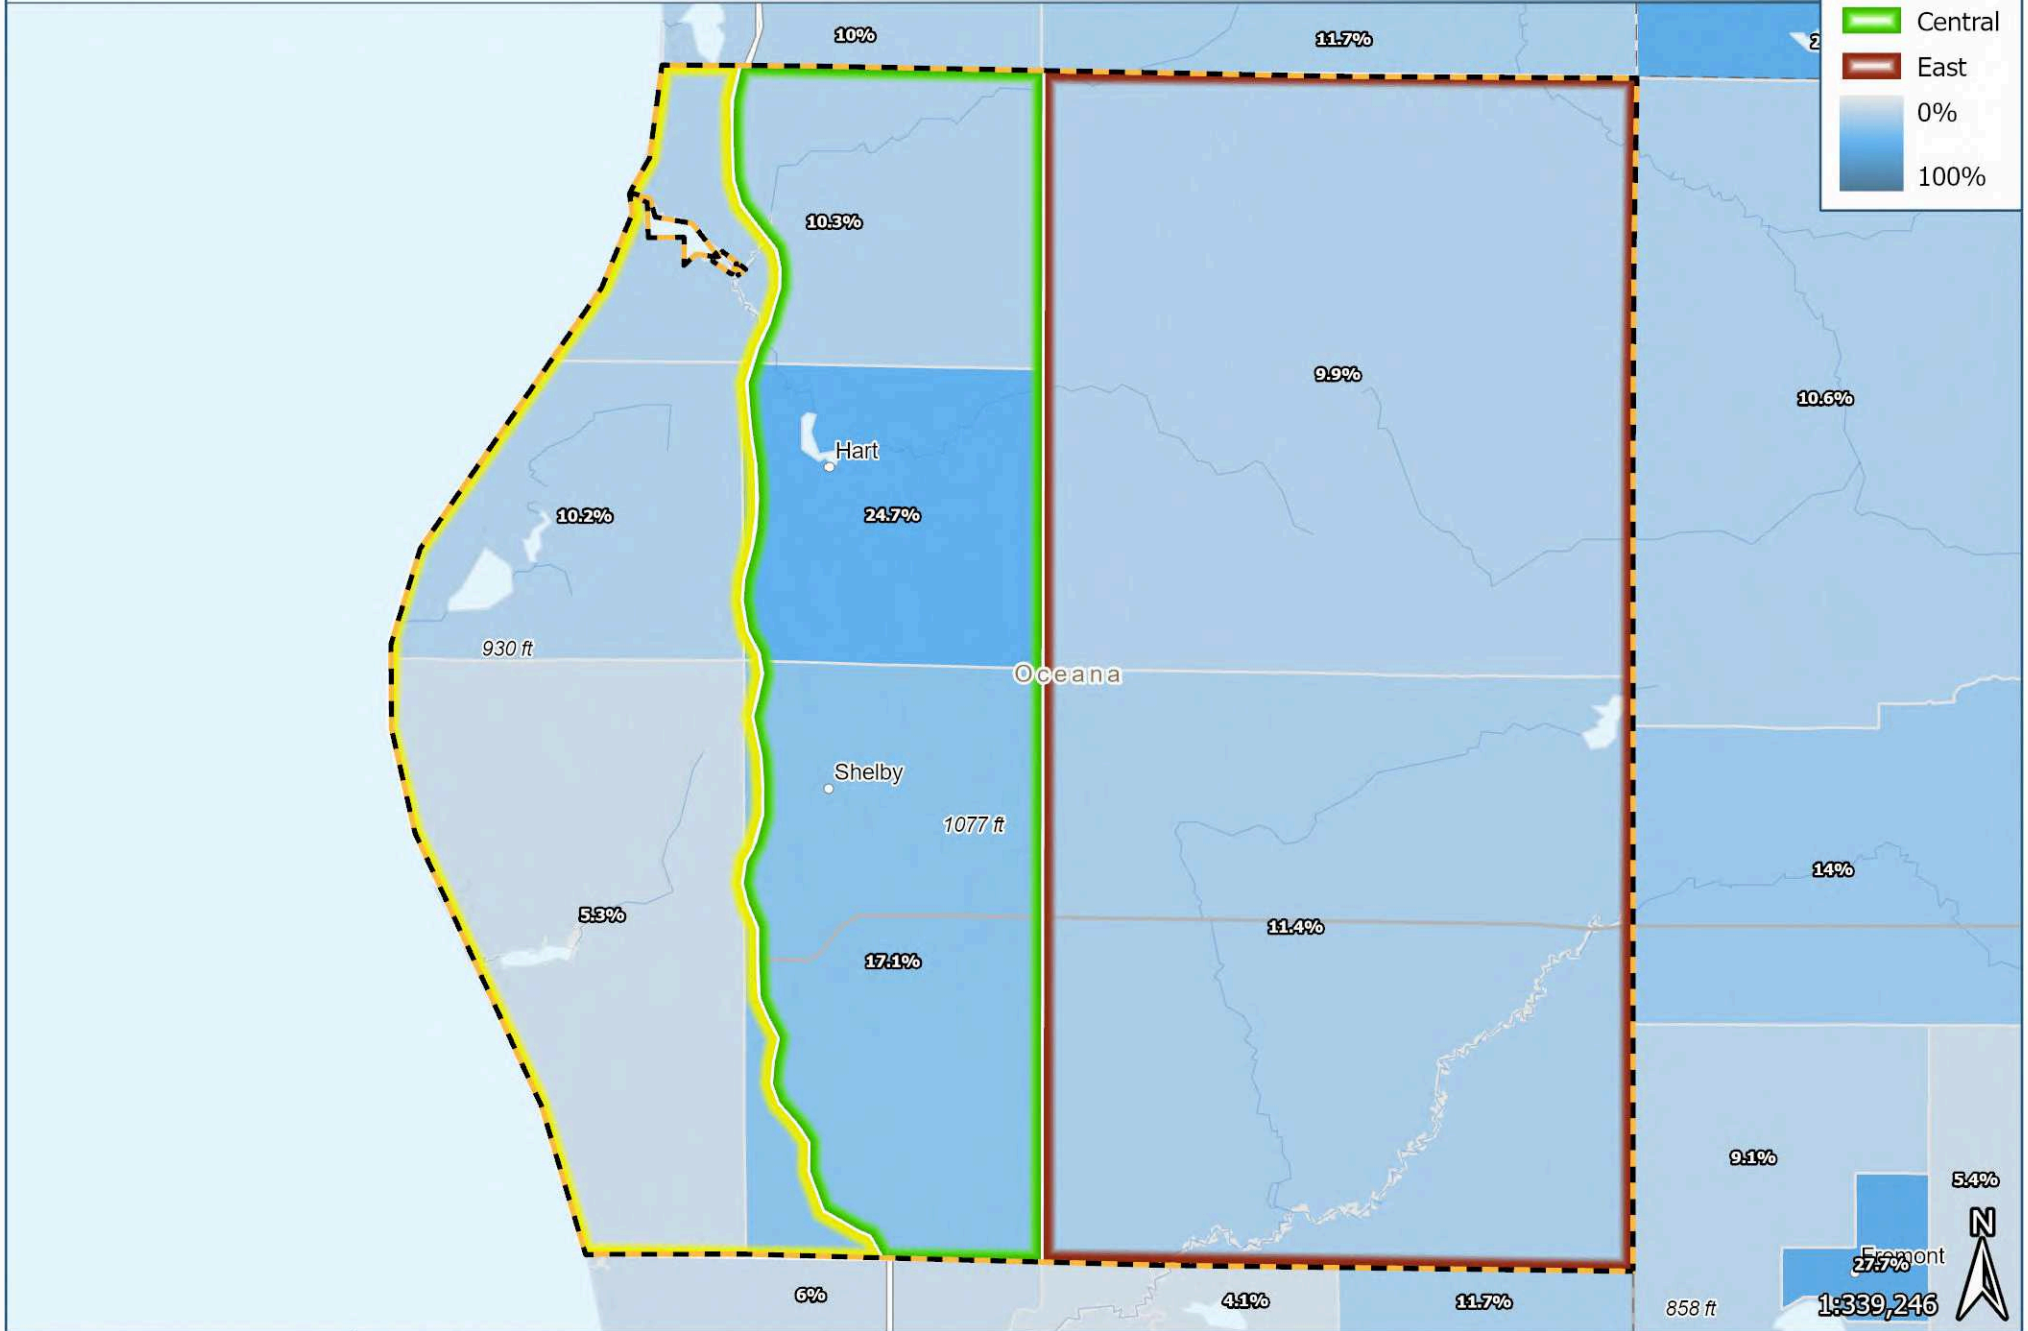 Central
East
0%
100%
10%
11.7%
10.3%
9.9%
10.6%
Hart
10.2%
24.7%
930 ft
Oceana
Shelby
1077 ft
14%
5.3%
11.4%
17.1%
9.1%
5.4%
N
Fremont
27.7%
6%
4.1%
11.7%
858 ft
1:339,246